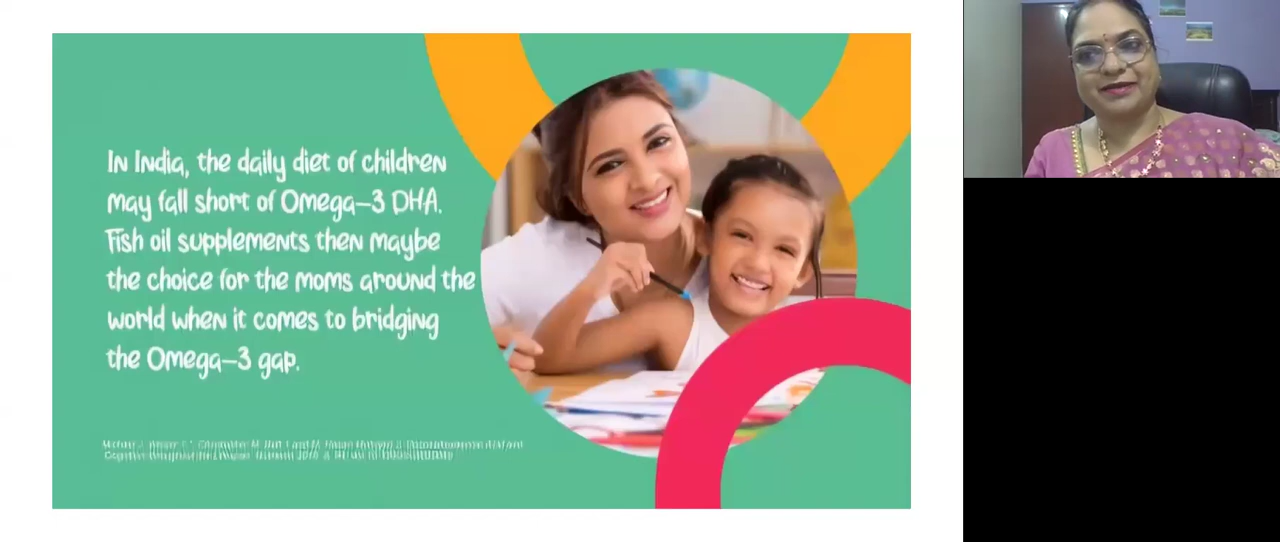 In India, the daily diet of children
may fall short of Omega-3 DHA.
Fish oil supplements then maybe
the choice for the moms around the
world when it comes to bridging
the Omega-3 gap.